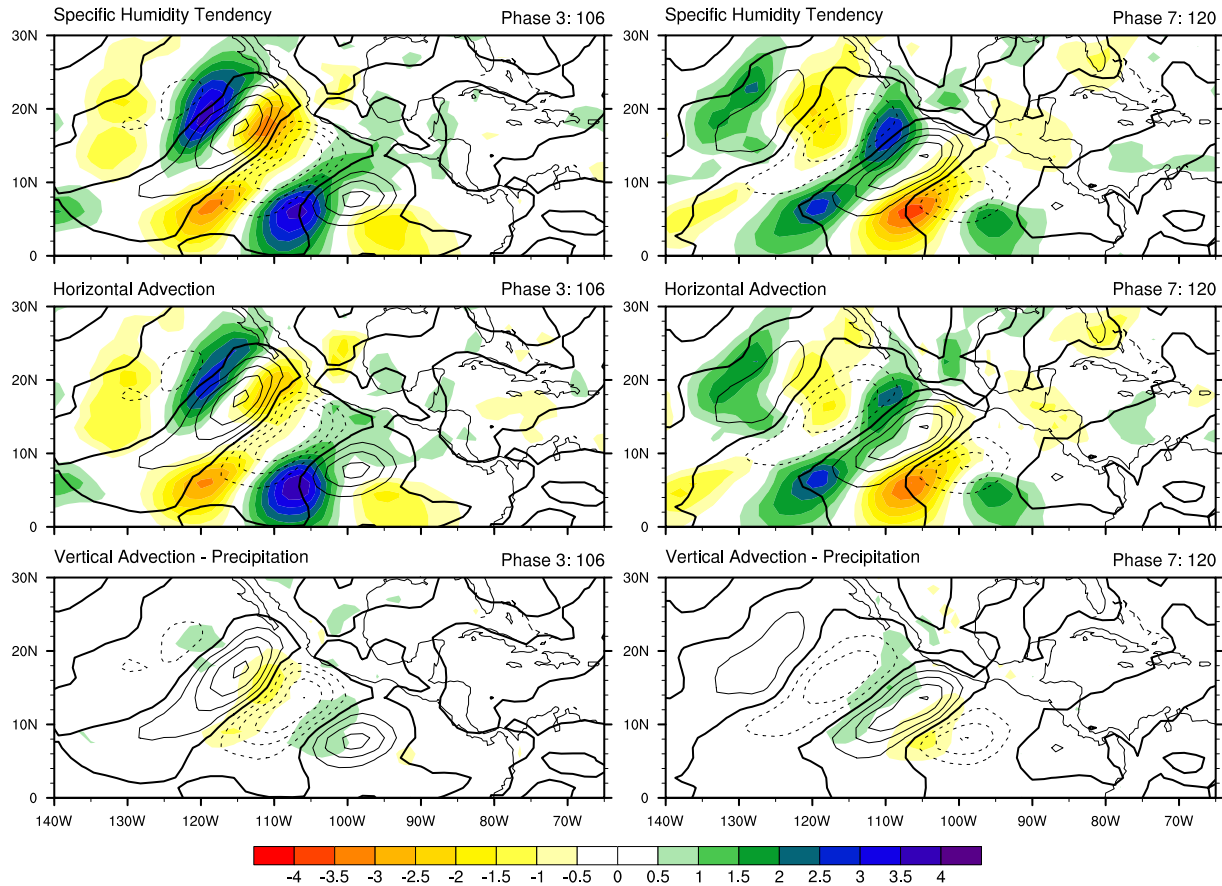 Specific Humidity Tendency Phase 3: 106 Specific Humidity Tendency Phase 7: 120
30N
20N
10N
0
Horizontal Advection Phase 3: 106 Horizontal Advection Phase 7: 120
30N 30N
20N 20N
10N 10N
0 0
Vertical Advection - Precipitation Phase 3: 106 Vertical Advection - Precipitation Phase 7: 120
30N 30N
20N 20N
10N 10N
0 0
140W 130W 120W 110W 100W 90W 80W 70W 140W 130W 120W 110W 100W 90W 80W 70W
-4 -3.5 -3 -2.5 -2 -1.5 -1 -0.5 0 0.5 1 1.5 2 2.5 3 3.5 4